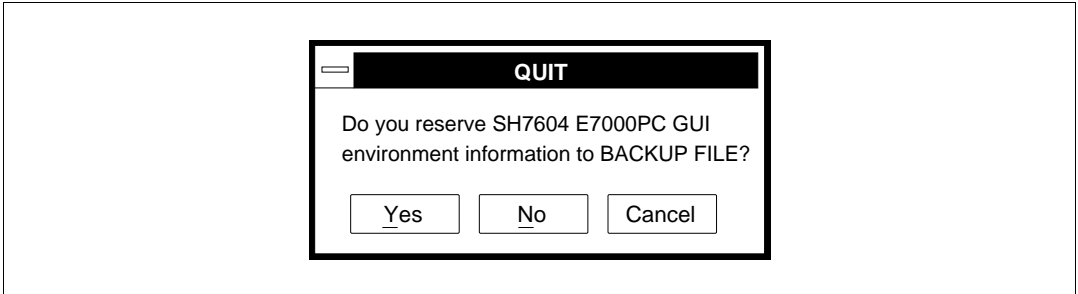 QUIT
Do you reserve SH7604 E7000PC GUI
environment information to BACKUP FILE?
Yes No Cancel